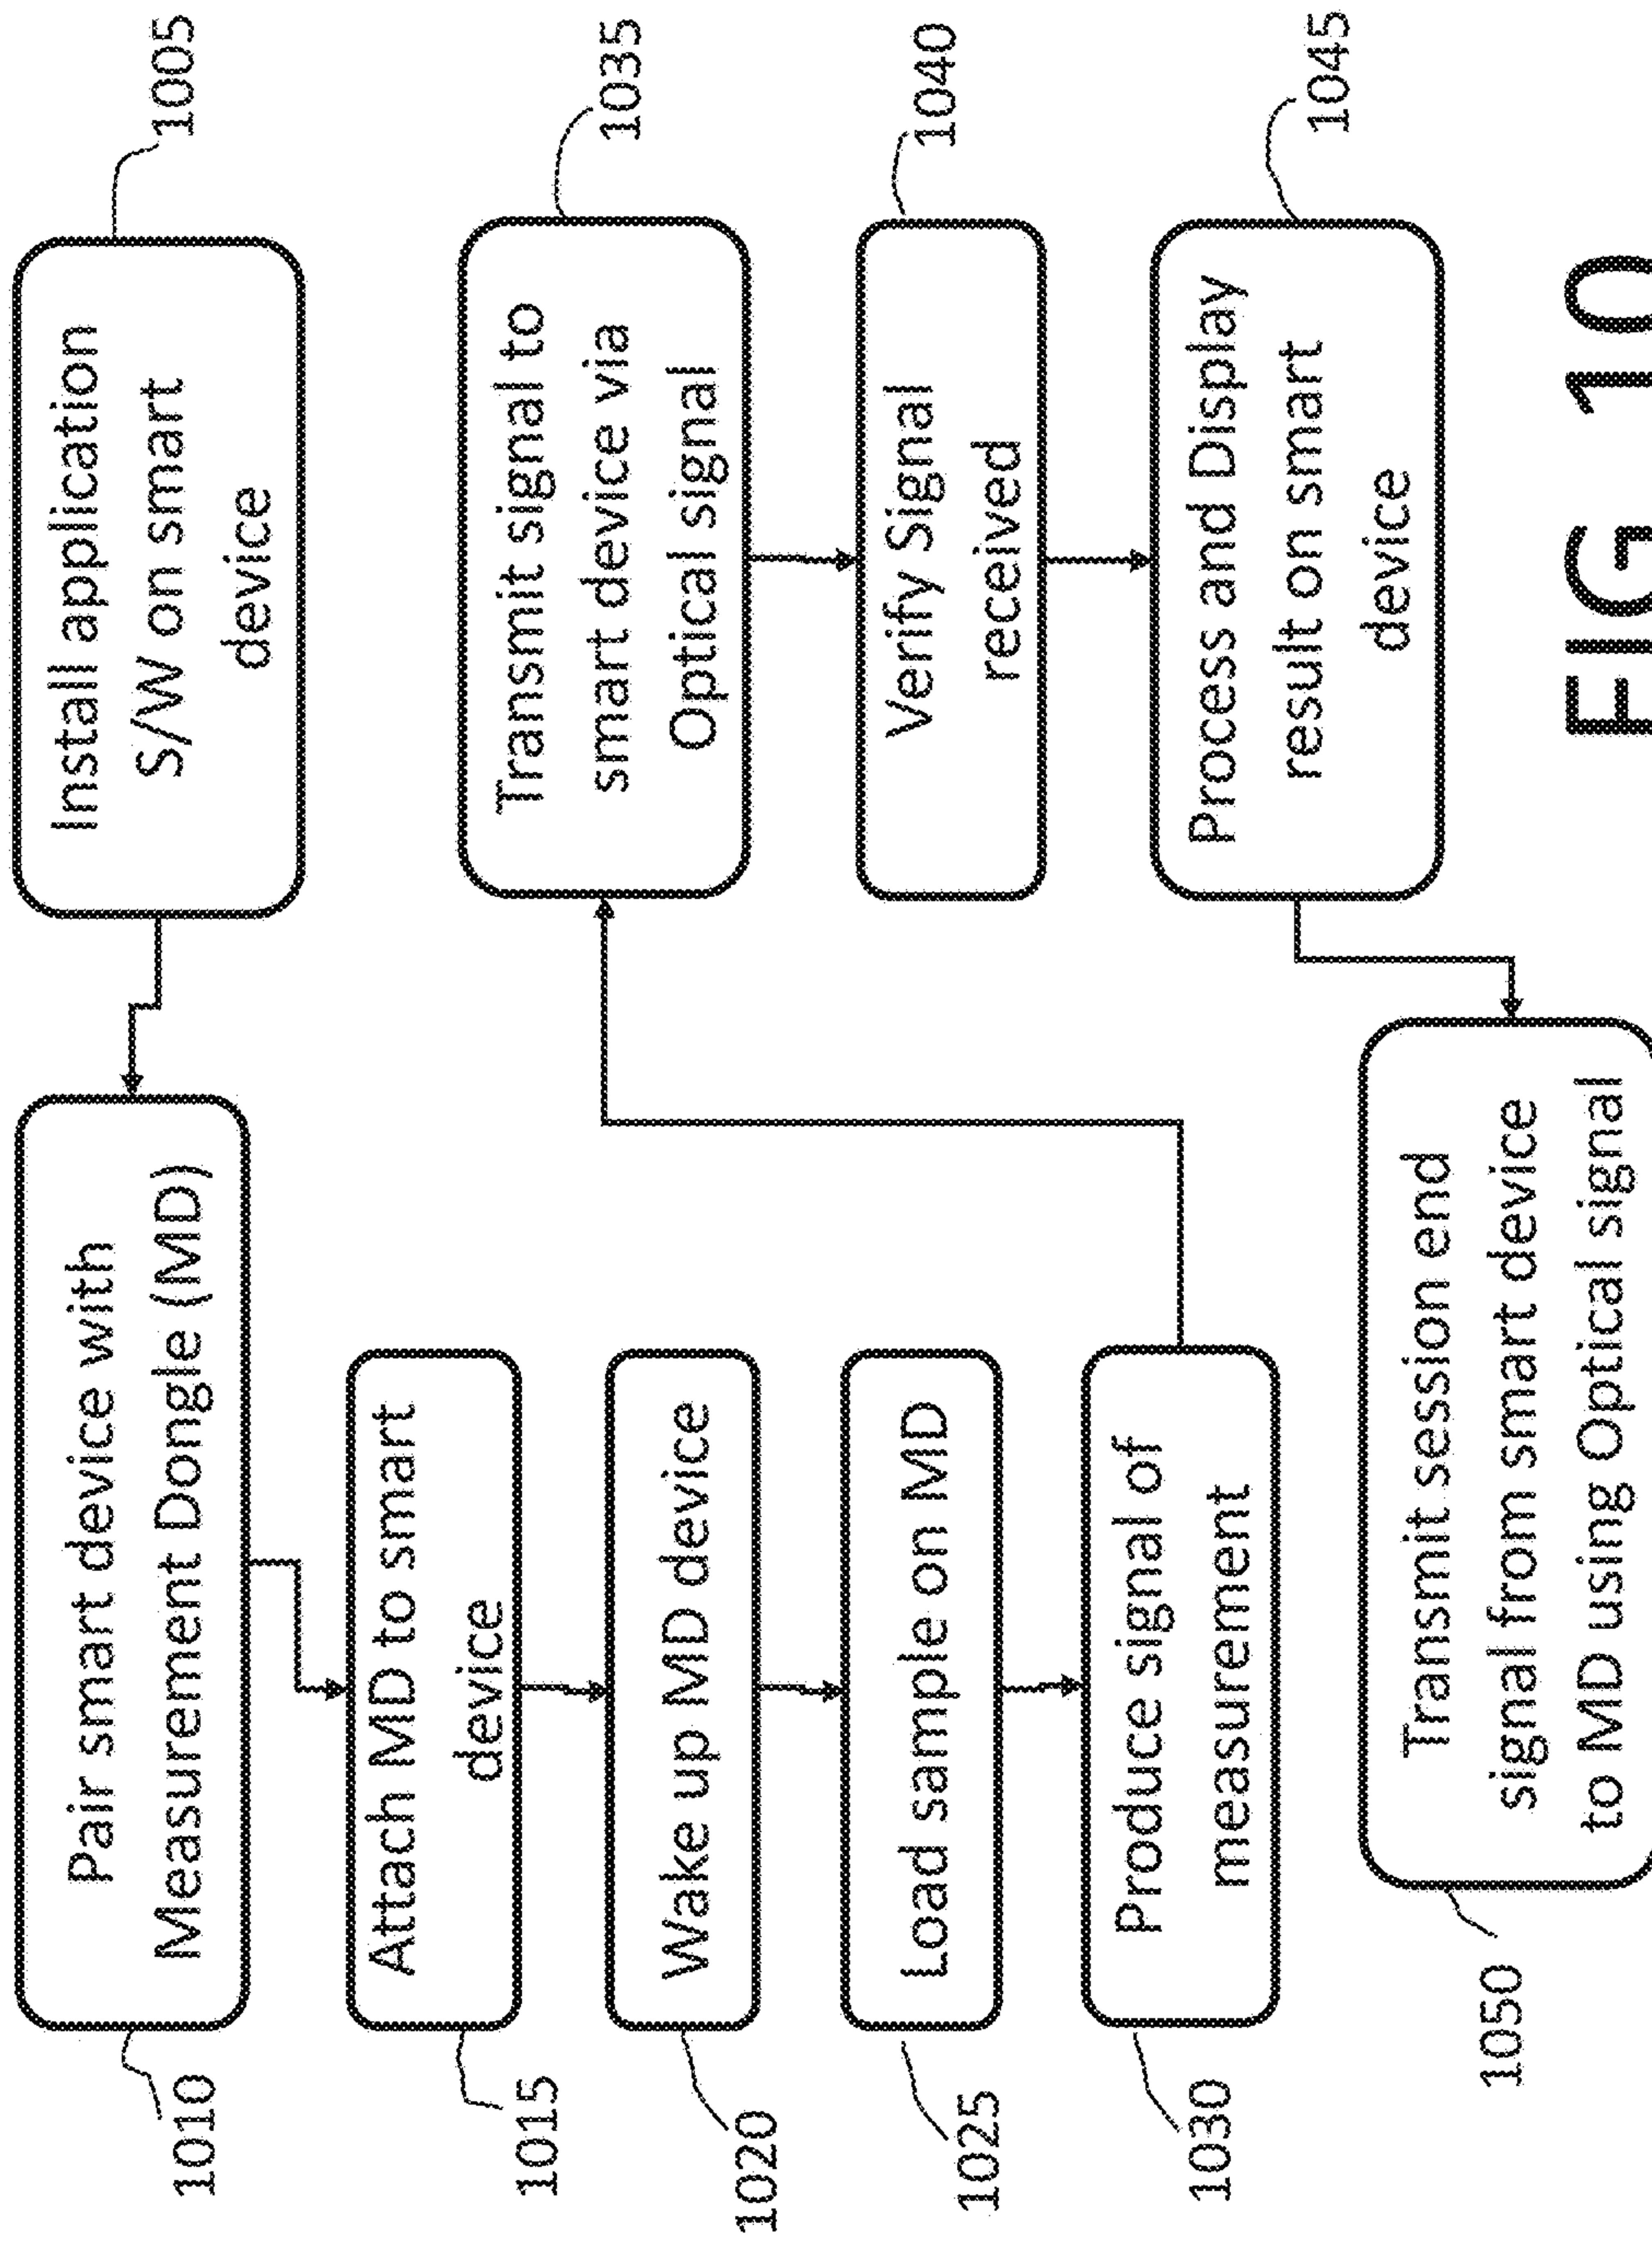 Install application
S/W on smart
device
1005
Pair smart device with
Measurement Dongle (MD)
1010
Attach MD to smart
device
1015
Wake up MD device
1020
Load sample on MD
1025
Produce signal of
measurement
1030
Transmit signal to
smart device via
Optical signal
1035
Verify Signal
received
1040
Process and Display
result on smart
device
1045
Transmit session end
signal from smart device
to MD using Optical signal
1050
FIG 10